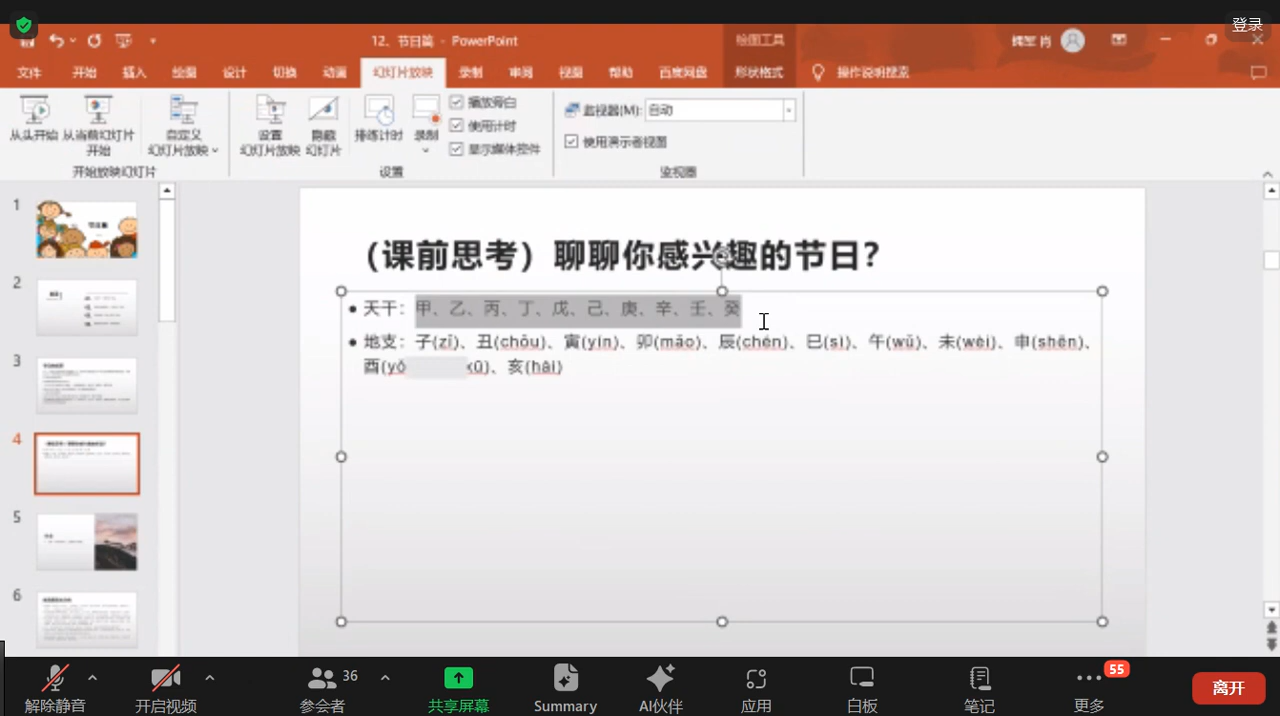 登录
12、节日篇 - PowerPoint
绘图工具
文件 开始 插入 绘图 设计 切换 动画 幻灯片放映 录制 审阅 视图 帮助 百度网盘 形状格式 操作说明搜索
从头开始 从当前幻灯片开始 自定义幻灯片放映 设置幻灯片放映 隐藏幻灯片 排练计时 录制
播放旁白
使用计时
显示媒体控件
监视器(M): 自动
使用演示者视图
开始放映幻灯片 设置 监视器
1
2
3
4
5
6
（课前思考）聊聊你感兴趣的节日？
• 天干：甲、乙、丙、丁、戊、己、庚、辛、壬、癸
• 地支：子(zǐ)、丑(chǒu)、寅(yín)、卯(mǎo)、辰(chén)、巳(sì)、午(wǔ)、未(wèi)、申(shēn)、
酉(yǒ 、亥(hài)
36 55
解除静音 开启视频 参会者 共享屏幕 Summary AI伙伴 应用 白板 笔记 更多 离开